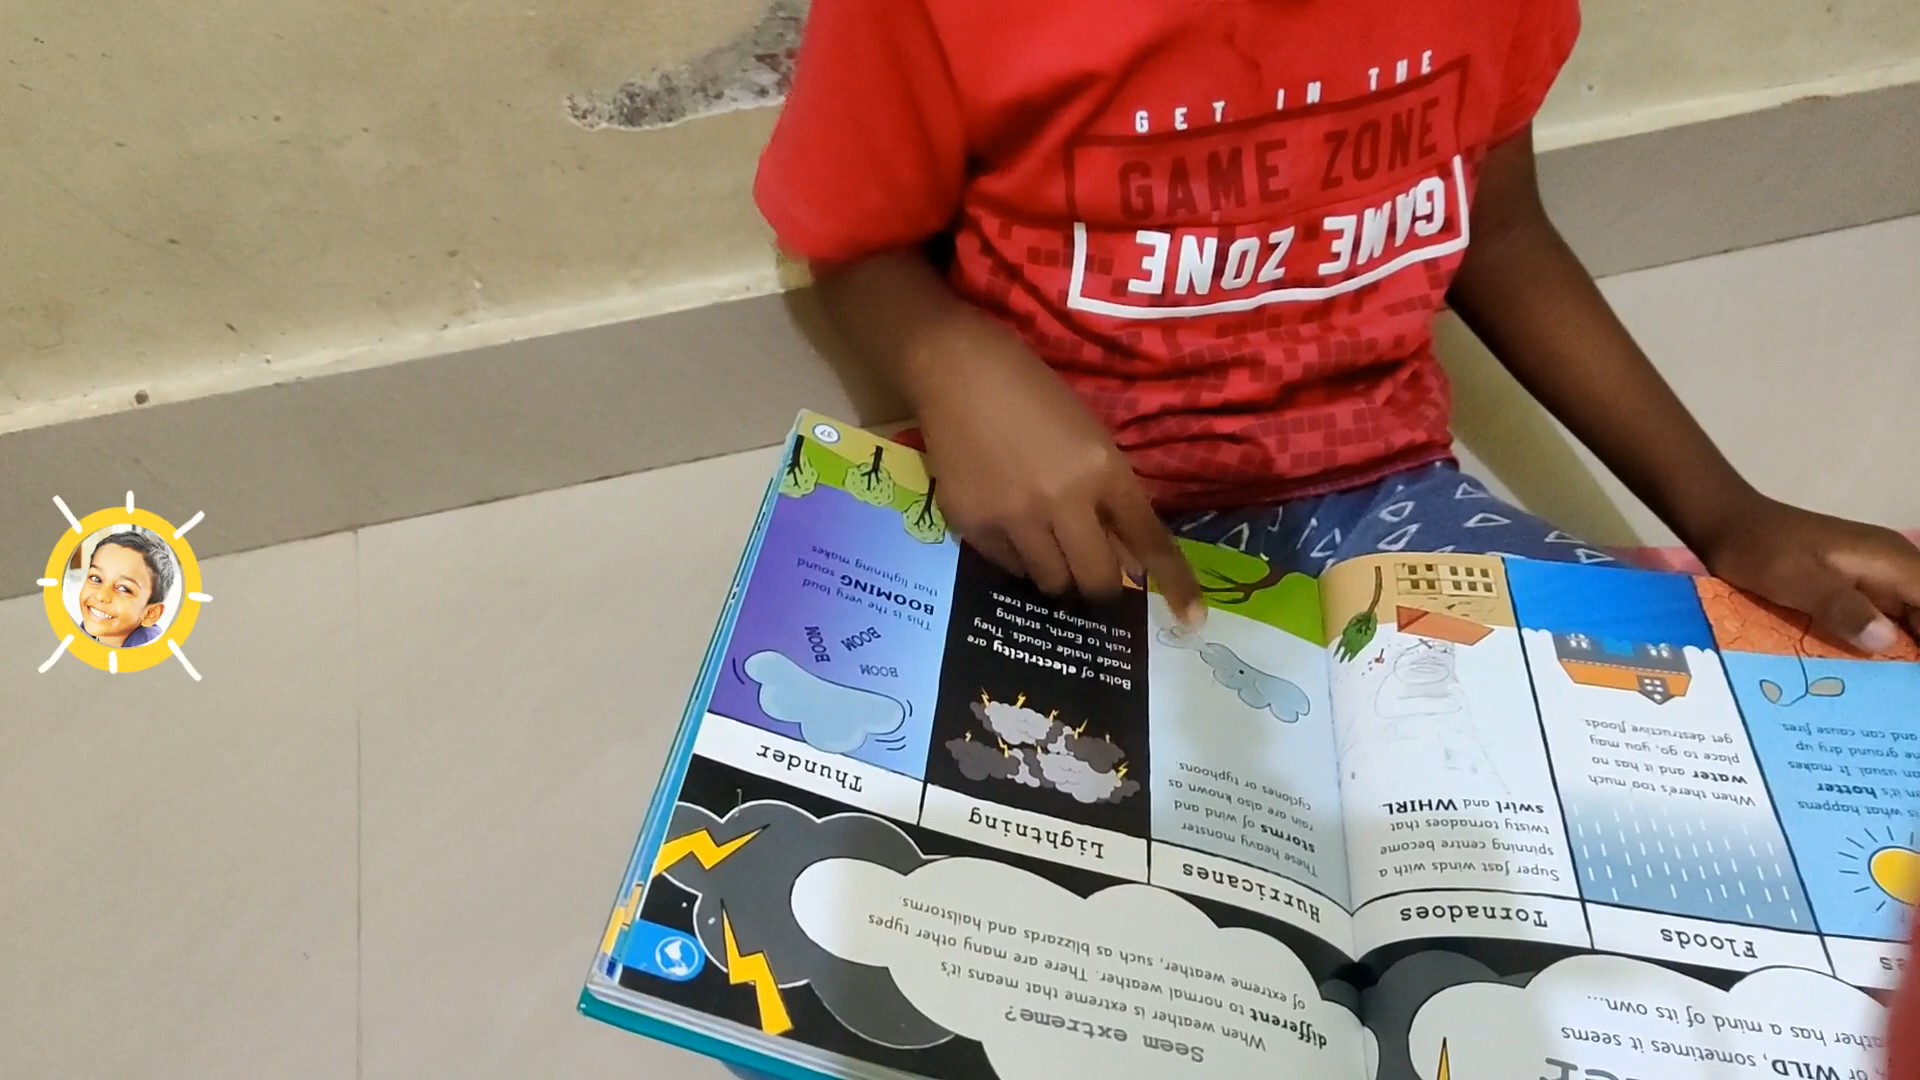 GET IN THE
GAME ZONE
GAME ZONE
WILD, sometimes it seems
has a mind of its own...
Floods
When there's too much
water and it has no
place to go, you may
get destructive floods.
what happens
hotter
usual. It makes
ground dry up
and can cause fires.
Tornadoes
Super fast winds with a
spinning centre become
twisty tornadoes that
swirl and WHIRL
Seem extreme?
When weather is extreme that means it's
different to normal weather. There are many other types
of extreme weather, such as blizzards and hailstorms.
Hurricanes
These heavy monster
storms of wind and
rain are also known as
cyclones or typhoons.
Lightning
Bolts of electricity are
made inside clouds. They
rush to Earth, striking
tall buildings and trees.
Thunder
BOOM
BOOM
BOOM
This is the very loud
BOOMING sound
that lightning makes
37